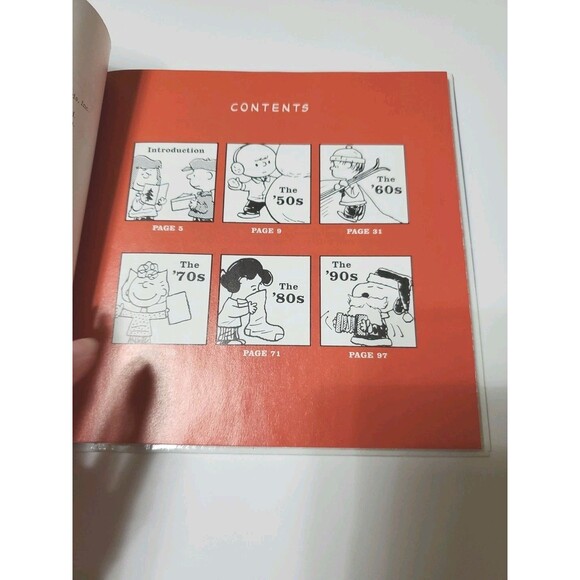 CONTENTS
Introduction
The
'50s
The
'60s
PAGE 5
PAGE 9
PAGE 31
The
'70s
The
'80s
The
'90s
PAGE 71
PAGE 97